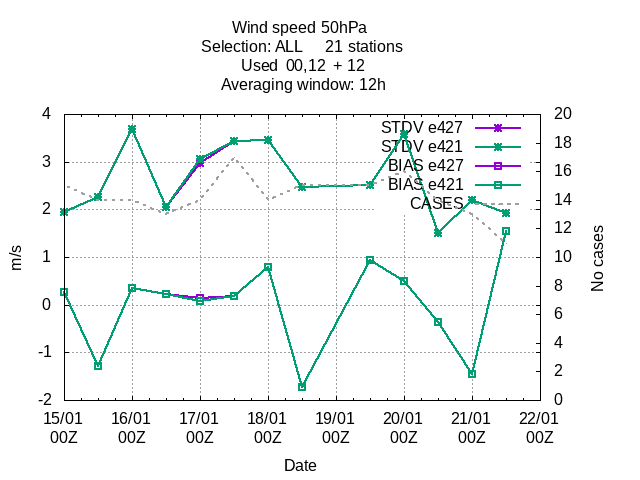 Wind speed 50hPa
Selection: ALL 21 stations
Used 00,12 + 12
Averaging window: 12h
STDV e427
STDV e421
BIAS e427
BIAS e421
CASES
4
3
2
1
0
-1
-2
m/s
20
18
16
14
12
10
8
6
4
2
0
No cases
15/01 16/01 17/01 18/01 19/01 20/01 21/01 22/01
00Z 00Z 00Z 00Z 00Z 00Z 00Z 00Z
Date